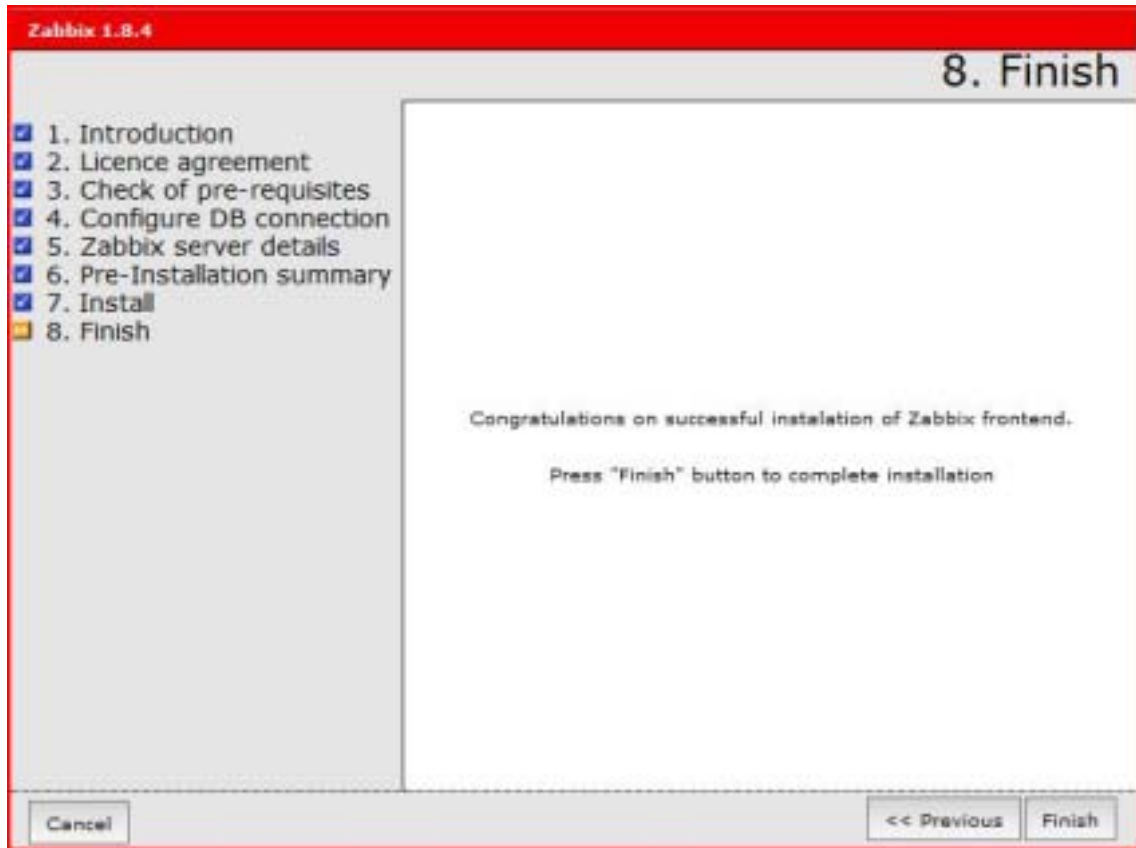 Zabbix 1.8.4
8. Finish
1. Introduction
2. Licence agreement
3. Check of pre-requisites
4. Configure DB connection
5. Zabbix server details
6. Pre-Installation summary
7. Install
8. Finish
Congratulations on successful instalation of Zabbix frontend.
Press "Finish" button to complete installation
Cancel
<< Previous
Finish